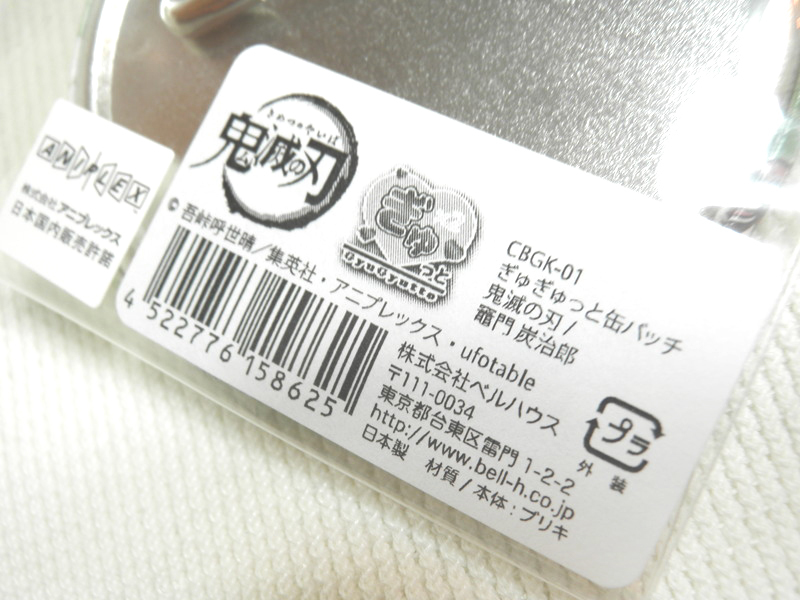 ANIPLEX
株式会社アニプレックス
日本国内販売許諾
きめつのやいば
鬼滅の刃
ぎゅ×2
っと
GyuGyutto
© 吾峠呼世晴／集英社・アニプレックス・ufotable
4 522776 158625
CBGK-01
ぎゅぎゅっと缶バッチ
鬼滅の刃 /
竈門 炭治郎
株式会社ベルハウス
〒111-0034
東京都台東区雷門 1-2-2
http://www.bell-h.co.jp
日本製 材質 / 本体：ブリキ
プラ
外装